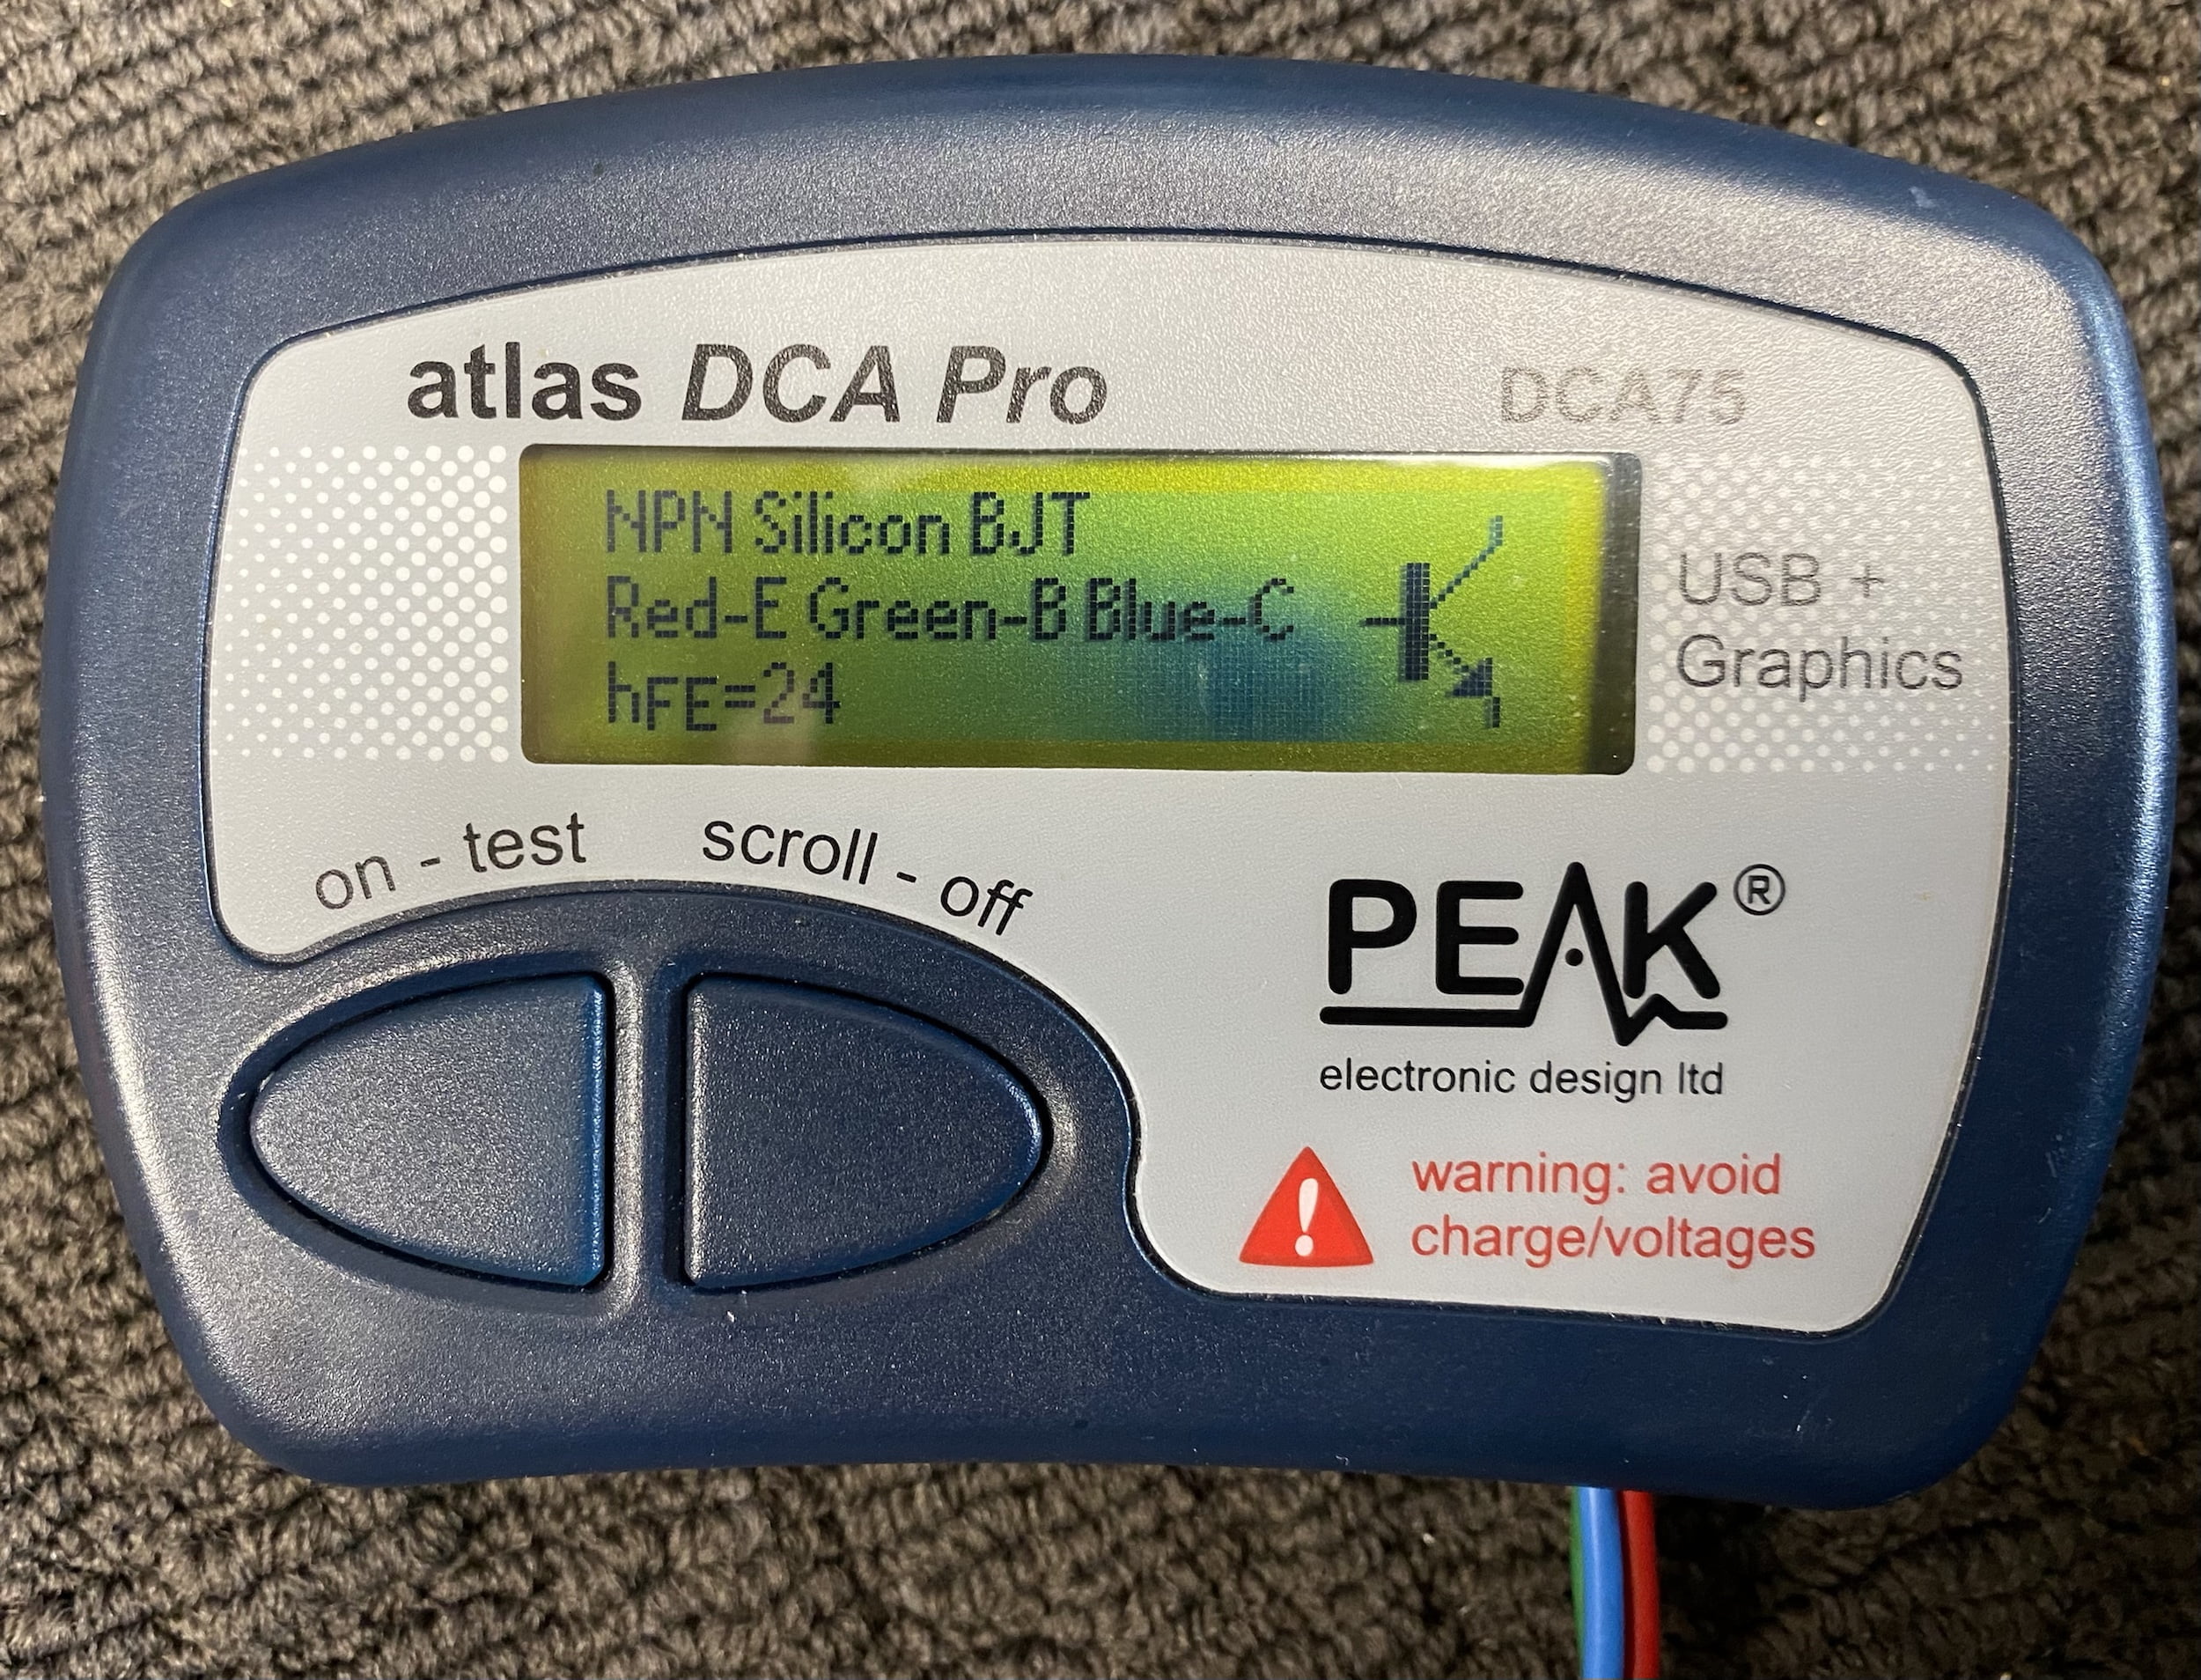 atlas DCA Pro
DCA75
NPN Silicon BJT
Red-E Green-B Blue-C
hFE=24
USB +
Graphics
on - test
scroll - off
PEAK®
electronic design ltd
warning: avoid
charge/voltages